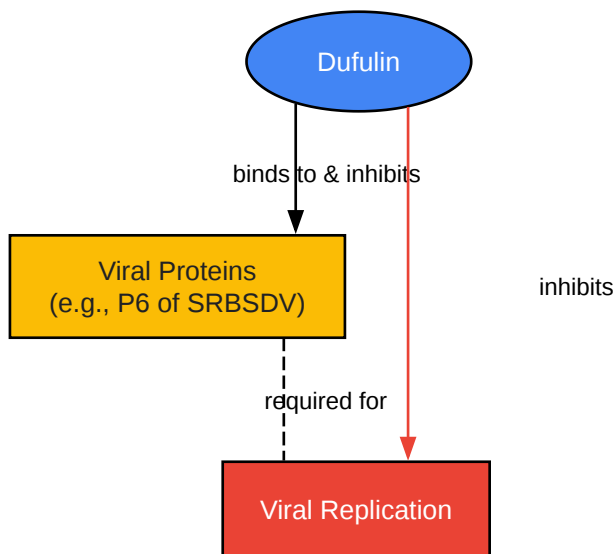 Dufulin
binds to & inhibits
Viral Proteins
(e.g., P6 of SRBSDV)
inhibits
required for
Viral Replication